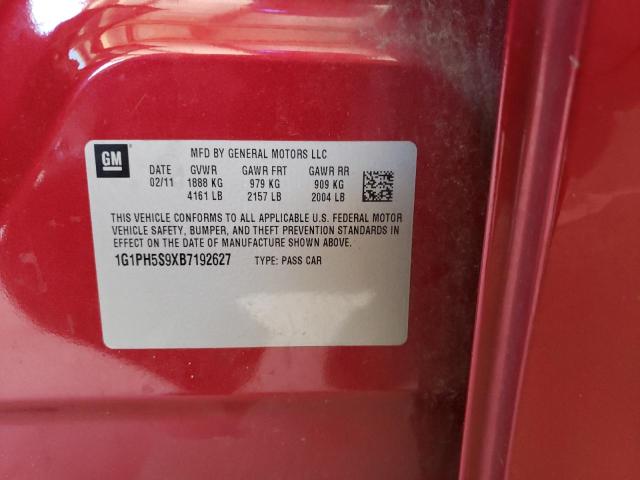 GM
MFD BY GENERAL MOTORS LLC
DATE GVWR GAWR FRT GAWR RR
02/11 1888 KG 979 KG 909 KG
4161 LB 2157 LB 2004 LB
THIS VEHICLE CONFORMS TO ALL APPLICABLE U.S. FEDERAL MOTOR
VEHICLE SAFETY, BUMPER, AND THEFT PREVENTION STANDARDS IN
EFFECT ON THE DATE OF MANUFACTURE SHOWN ABOVE.
1G1PH5S9XB7192627 TYPE: PASS CAR